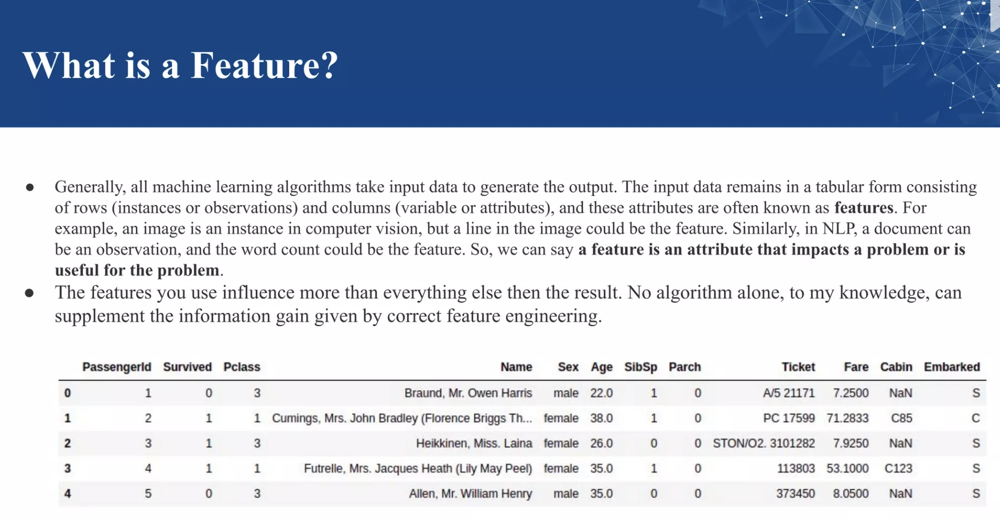 What is a Feature?
● Generally, all machine learning algorithms take input data to generate the output. The input data remains in a tabular form consisting
of rows (instances or observations) and columns (variable or attributes), and these attributes are often known as features. For
example, an image is an instance in computer vision, but a line in the image could be the feature. Similarly, in NLP, a document can
be an observation, and the word count could be the feature. So, we can say a feature is an attribute that impacts a problem or is
useful for the problem.
● The features you use influence more than everything else then the result. No algorithm alone, to my knowledge, can
supplement the information gain given by correct feature engineering.
PassengerId Survived Pclass Name Sex Age SibSp Parch Ticket Fare Cabin Embarked
0 1 0 3 Braund, Mr. Owen Harris male 22.0 1 0 A/5 21171 7.2500 NaN S
1 2 1 1 Cumings, Mrs. John Bradley (Florence Briggs Th... female 38.0 1 0 PC 17599 71.2833 C85 C
2 3 1 3 Heikkinen, Miss. Laina female 26.0 0 0 STON/O2. 3101282 7.9250 NaN S
3 4 1 1 Futrelle, Mrs. Jacques Heath (Lily May Peel) female 35.0 1 0 113803 53.1000 C123 S
4 5 0 3 Allen, Mr. William Henry male 35.0 0 0 373450 8.0500 NaN S